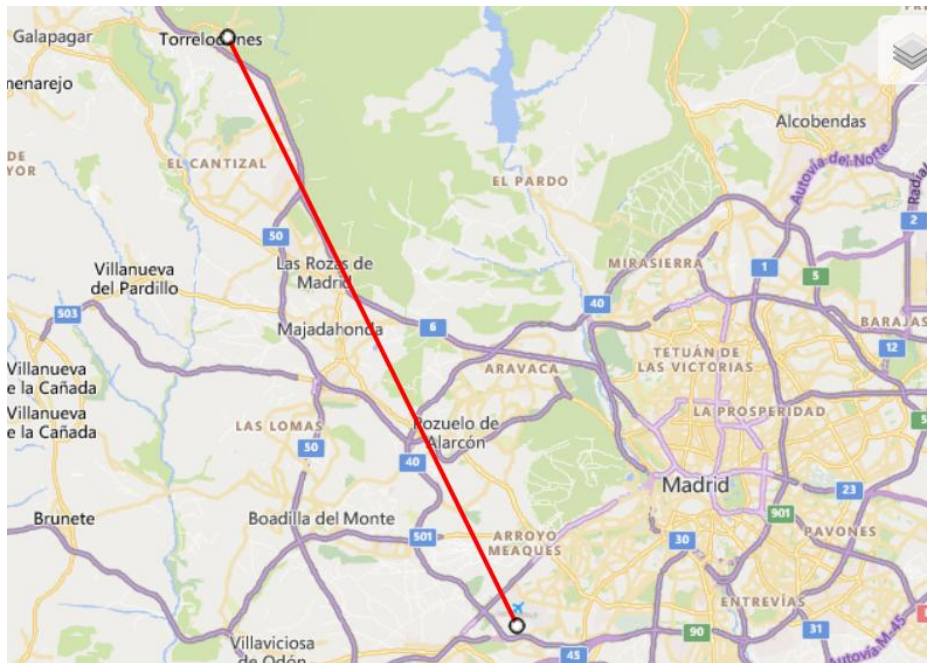 Galapagar
Torrelodones
menarejo
Alcobendas
DE
YOR
EL CANTIZAL
EL PARDO
Autovía del Norte
Radia
2
50
Las Rozas de
Madrid
Villanueva
del Pardillo
MIRASIERRA
1
5
503
40
6
Majadahonda
BARAJAS
12
TETUÁN DE
LAS VICTORIAS
ARAVACA
Villanueva
e la Cañada
Villanueva
e la Cañada
LAS LOMAS
Pozuelo de
Alarcón
LA PROSPERIDAD
5
50
40
Madrid
23
Brunete
Boadilla del Monte
501
ARROYO
MEAQUES
901
PAVONES
30
ENTREVÍAS
Villaviciosa
de Odón
45
90
31
Autovía M-45